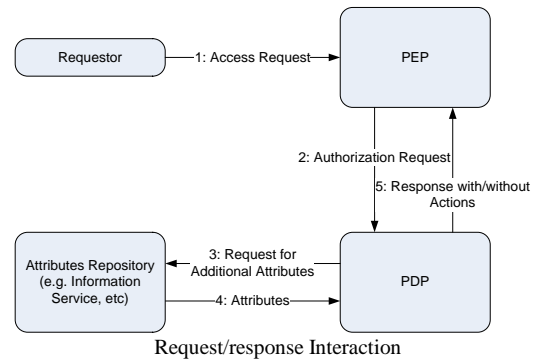 Requestor
1: Access Request
PEP
2: Authorization Request
5: Response with/without
Actions
Attributes Repository
(e.g. Information
Service, etc)
3: Request for
Additional Attributes
4: Attributes
PDP
Request/response Interaction